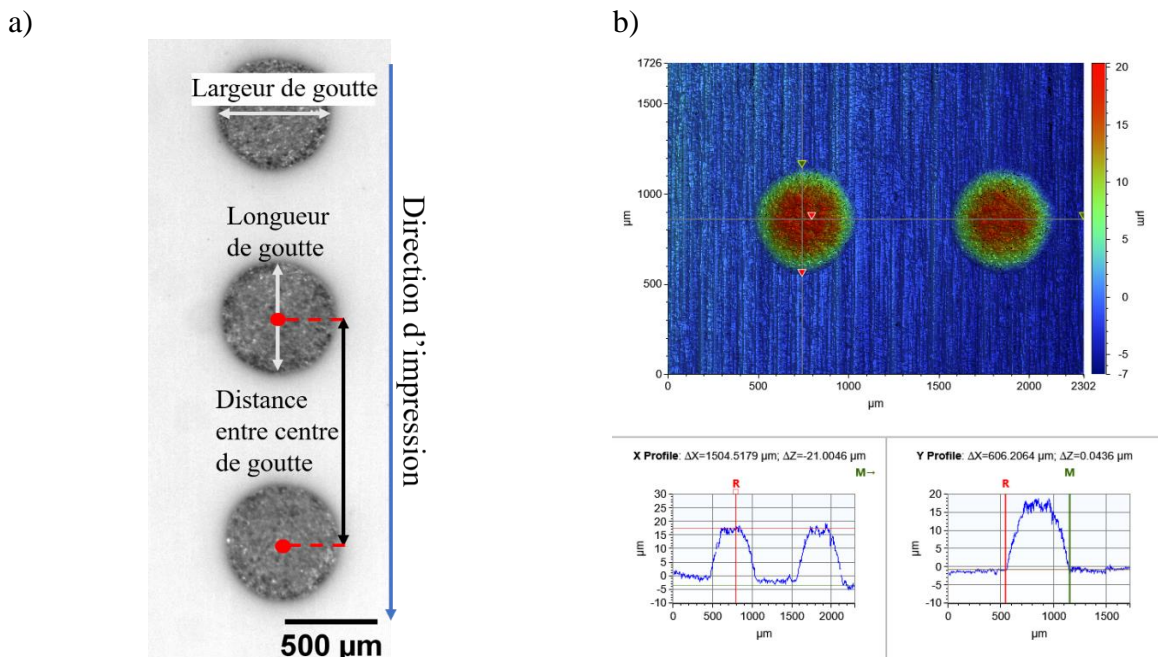 a)
Largeur de goutte
Longueur
de goutte
Distance
entre centre
de goutte
Direction d’impression
500 µm
b)
1726
1500
1000
500
0
µm
0
500
1000
1500
2000
2302
µm
20
15
10
5
0
-5
-7
µm
X Profile: ΔX=1504.5179 µm; ΔZ=-21.0046 µm
M→
R
30
25
20
15
10
5
0
-5
-10
µm
0
500
1000
1500
2000
µm
Y Profile: ΔX=606.2064 µm; ΔZ=0.0436 µm
R
M
20
15
10
5
0
-5
-10
µm
0
500
1000
1500
µm